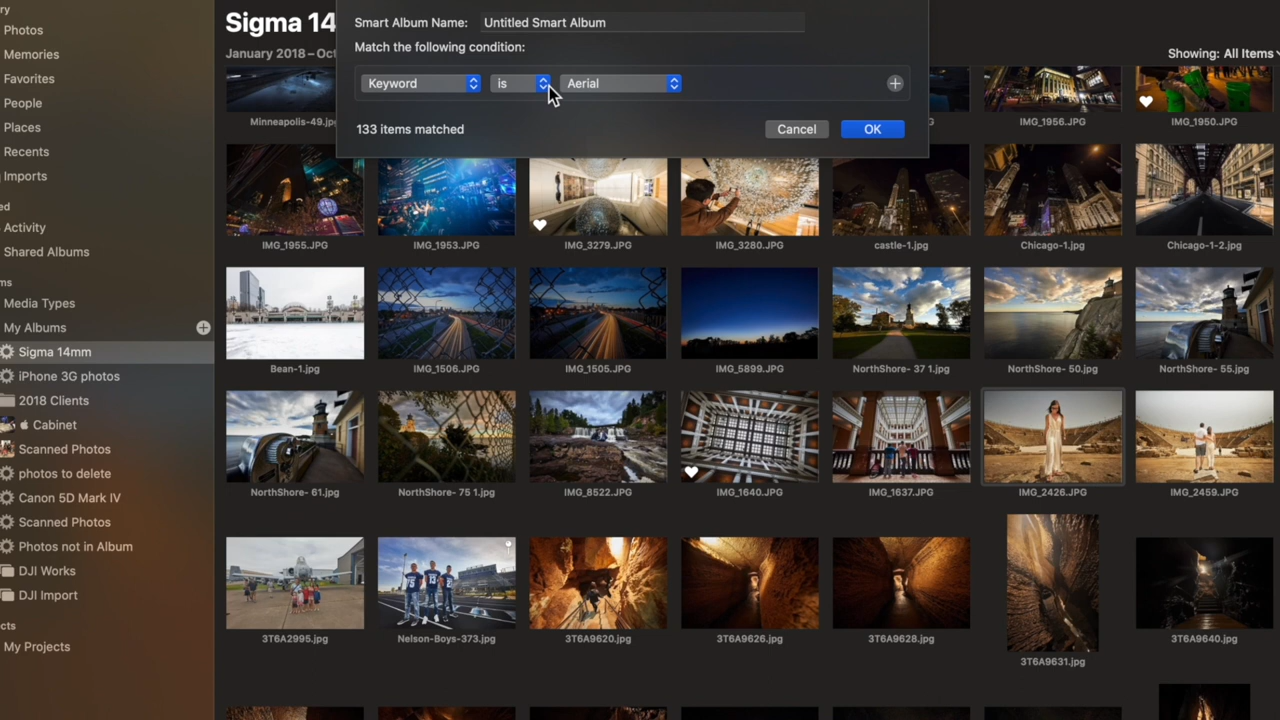 ry
Photos
Memories
Favorites
People
Places
Recents
Imports
ed
Activity
Shared Albums
ms
Media Types
My Albums
Sigma 14mm
iPhone 3G photos
2018 Clients
Cabinet
Scanned Photos
photos to delete
Canon 5D Mark IV
Scanned Photos
Photos not in Album
DJI Works
DJI Import
cts
My Projects
Sigma 14
January 2018 – Oct
Showing: All Items
Smart Album Name: Untitled Smart Album
Match the following condition:
Keyword is Aerial
133 items matched
Cancel OK
Minneapolis-49.jpg IMG_1956.JPG IMG_1950.JPG
IMG_1955.JPG IMG_1953.JPG IMG_3279.JPG IMG_3280.JPG castle-1.jpg Chicago-1.jpg Chicago-1-2.jpg
Bean-1.jpg IMG_1506.JPG IMG_1505.JPG IMG_5899.JPG NorthShore- 37 1.jpg NorthShore- 50.jpg NorthShore- 55.jpg
NorthShore- 61.jpg NorthShore- 75 1.jpg IMG_8522.JPG IMG_1640.JPG IMG_1637.JPG IMG_2426.JPG IMG_2459.JPG
3T6A2995.jpg Nelson-Boys-373.jpg 3T6A9620.jpg 3T6A9626.jpg 3T6A9628.jpg 3T6A9640.jpg
3T6A9631.jpg